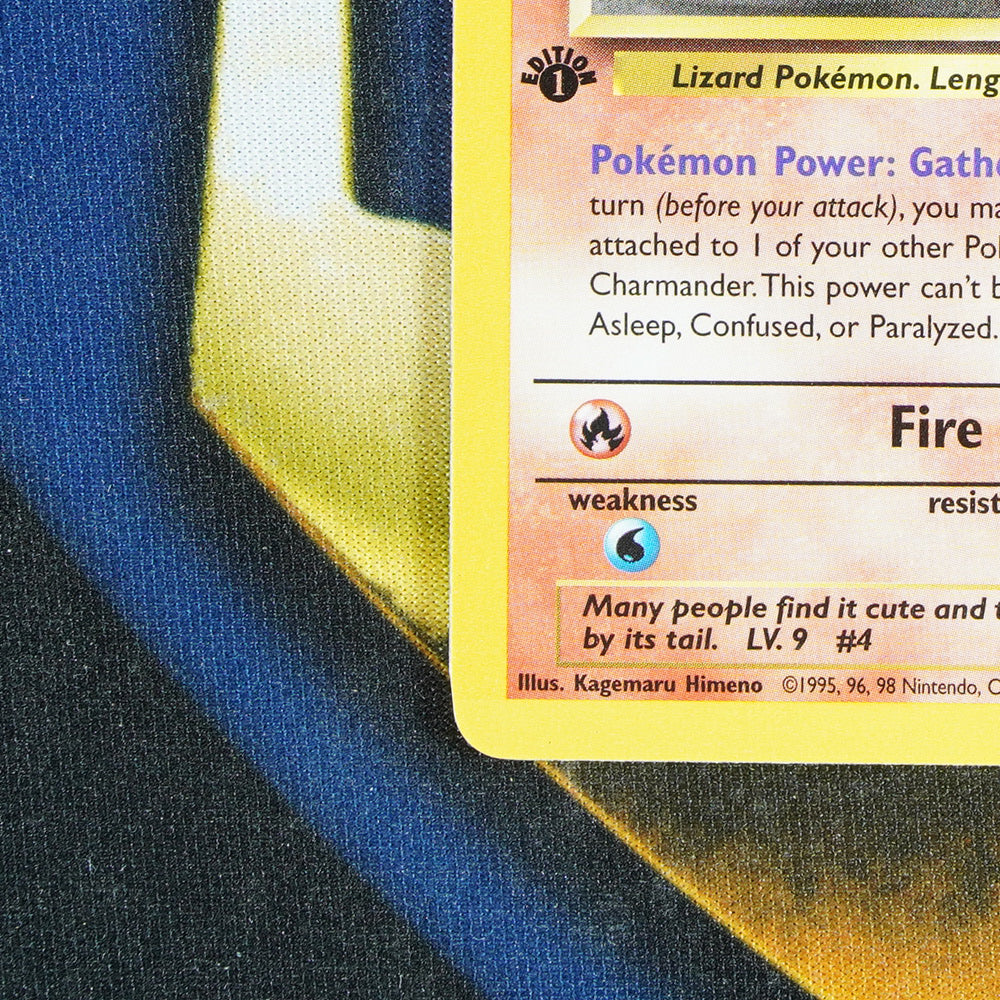 EDITION 1
Lizard Pokémon. Leng
Pokémon Power: Gathe
turn (before your attack), you ma
attached to 1 of your other Pok
Charmander. This power can't b
Asleep, Confused, or Paralyzed.
Fire
weakness resist
Many people find it cute and t
by its tail. LV. 9 #4
Illus. Kagemaru Himeno ©1995, 96, 98 Nintendo, C